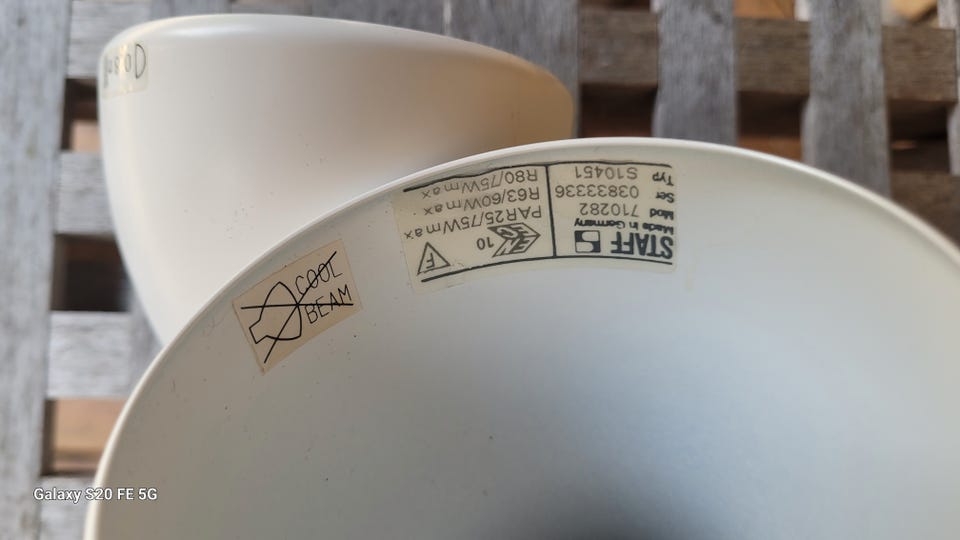 STAFF
Made in Germany
Mod 710282
Ser 03833336
Typ S10451
10
F
PAR25/75Wmax
R63/60Wmax
R80/75Wmax
COOL
BEAM
Galaxy S20 FE 5G